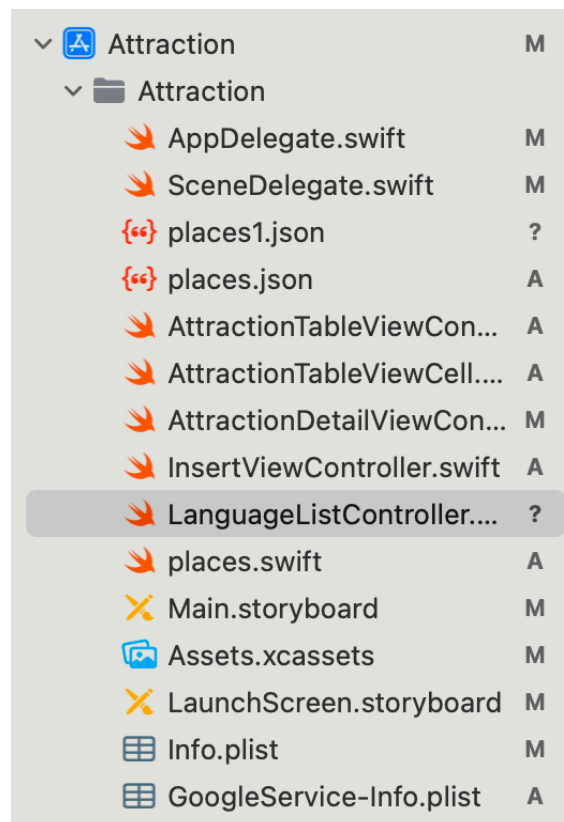 Attraction M
Attraction
AppDelegate.swift M
SceneDelegate.swift M
places1.json ?
places.json A
AttractionTableViewCon... A
AttractionTableViewCell.... A
AttractionDetailViewCon... M
InsertViewController.swift A
LanguageListController.... ?
places.swift A
Main.storyboard M
Assets.xcassets M
LaunchScreen.storyboard M
Info.plist M
GoogleService-Info.plist A